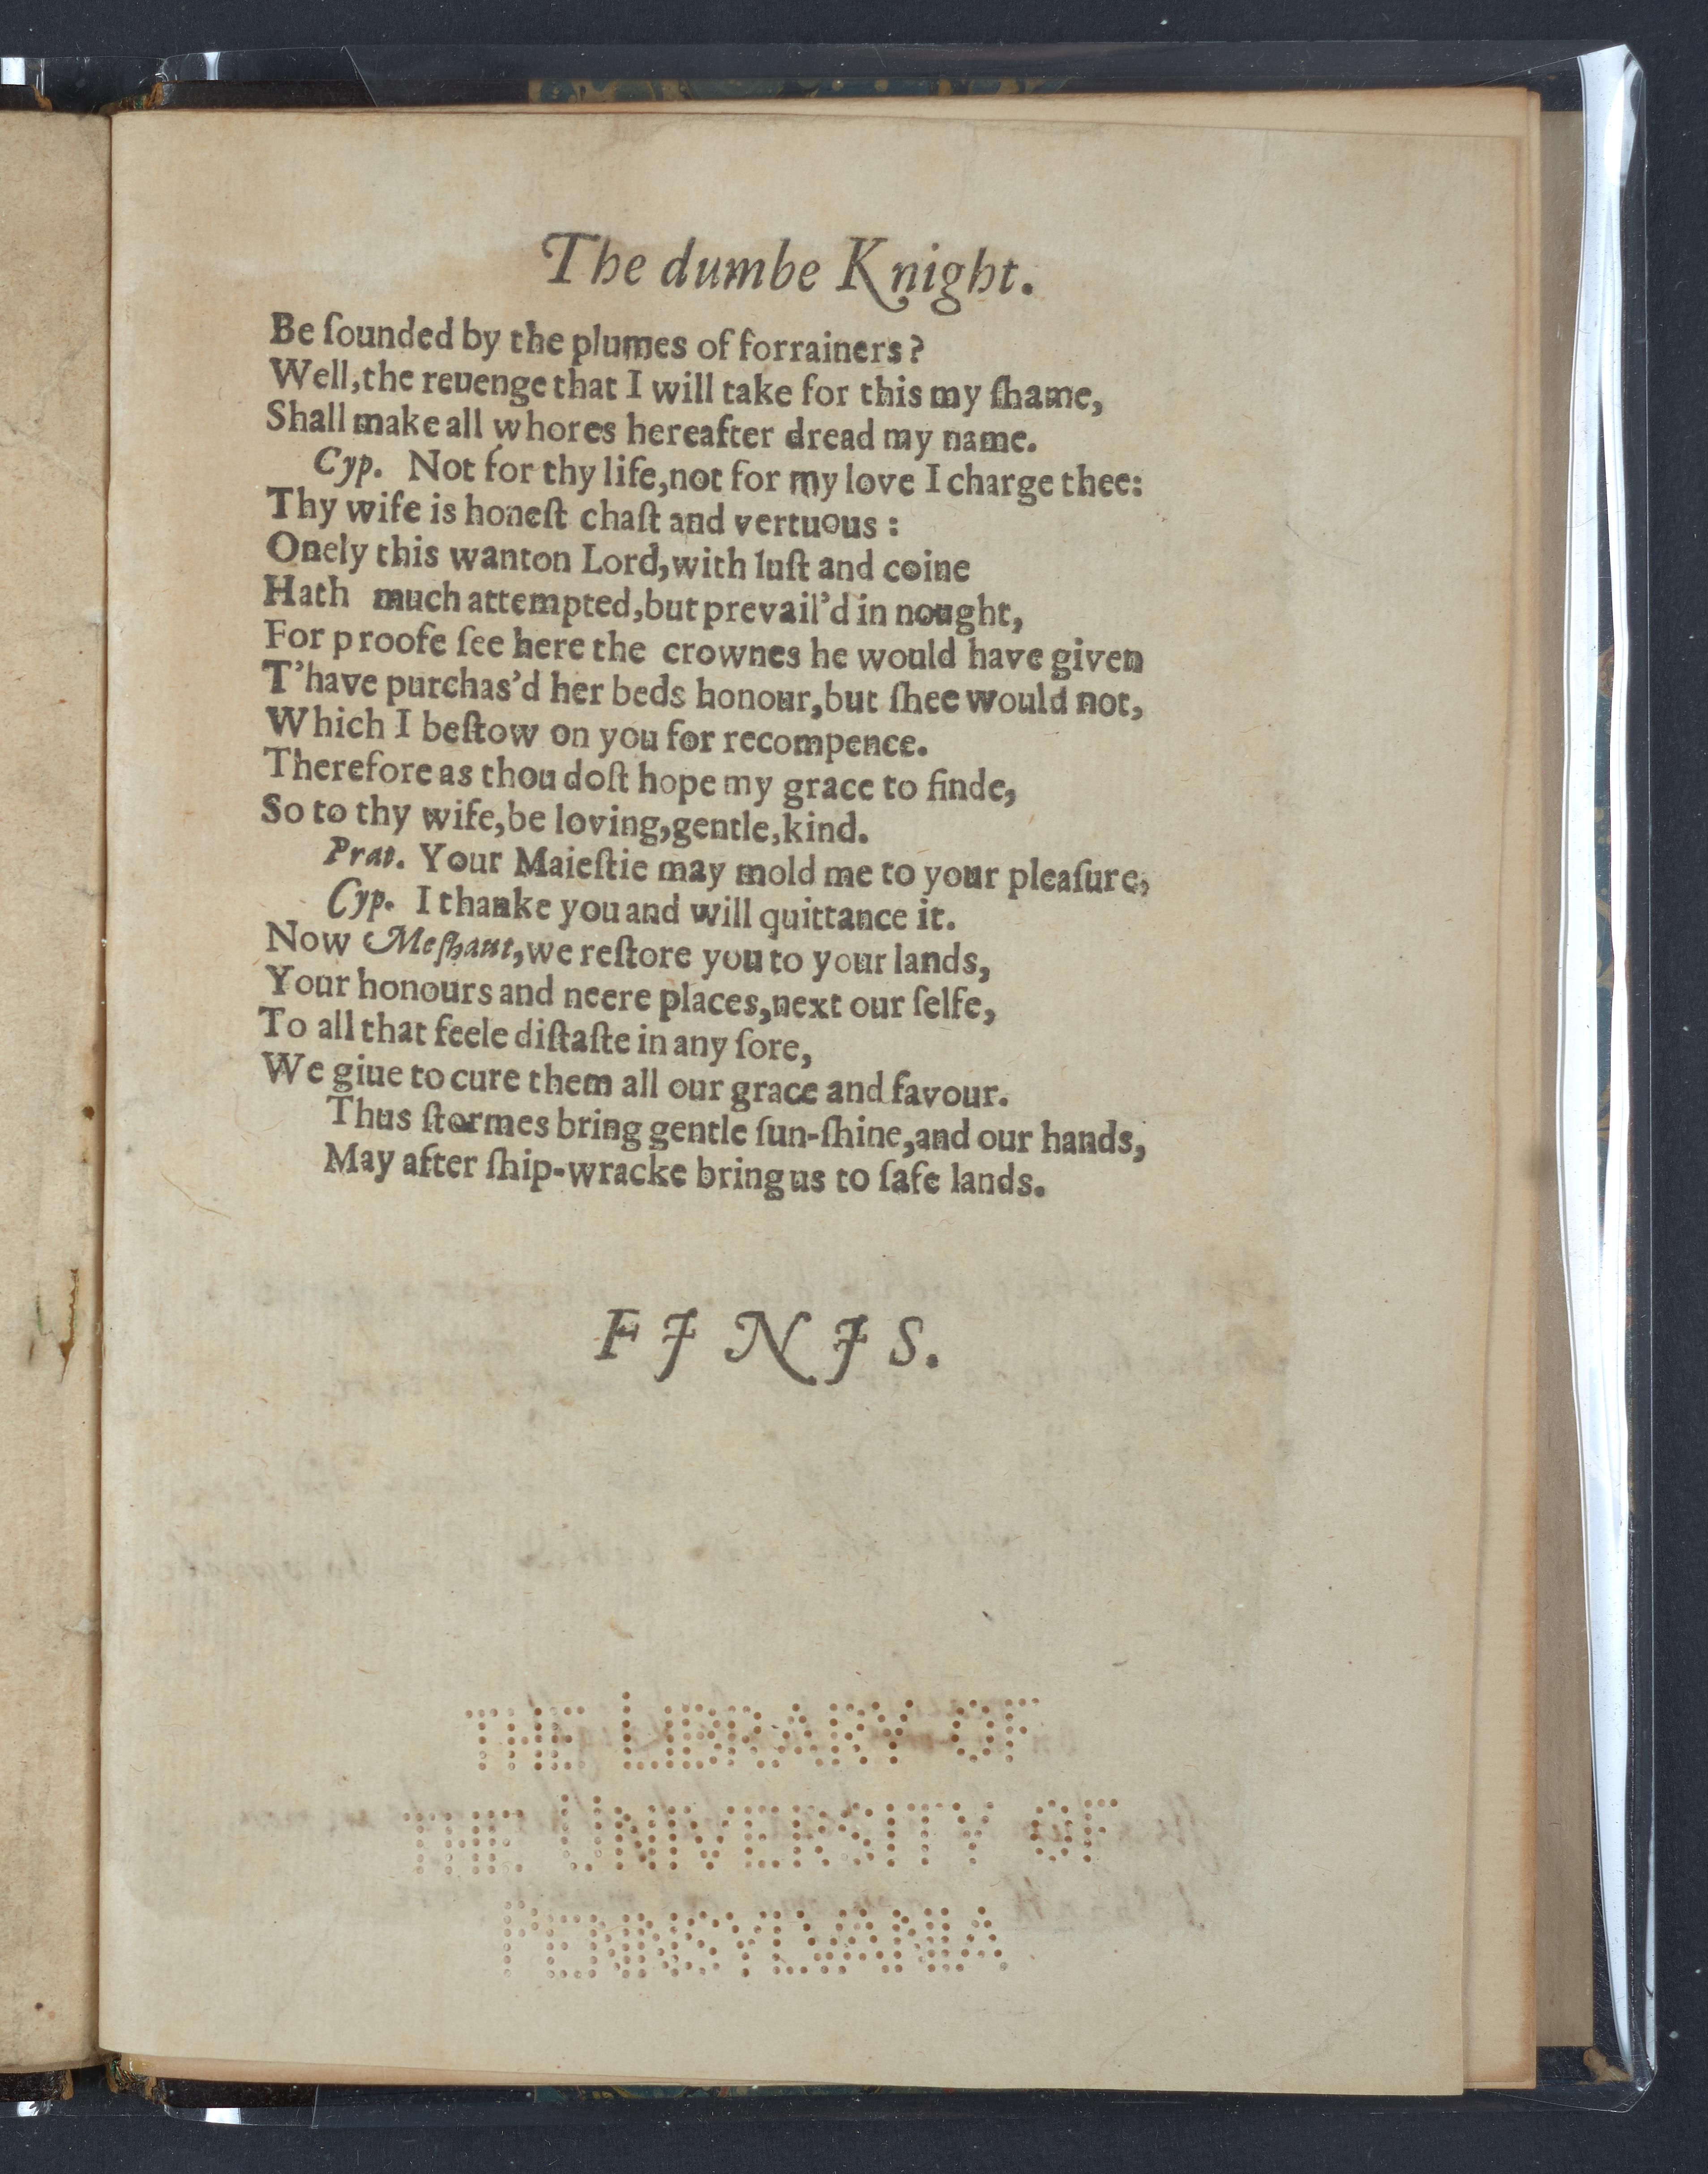 The dumbe Knight.
Be ſounded by the plumes of forrainers?
Well,the reuenge that I will take for this my ſhame,
Shall make all whores hereafter dread my name.
Cyp. Not for thy life,not for my love I charge thee:
Thy wife is honeſt chaſt and vertuous :
Onely this wanton Lord,with luſt and coine
Hath much attempted,but prevail'd in nought,
For proofe ſee here the crownes he would have given
T'have purchas'd her beds honour,but ſhee would not,
Which I beſtow on you for recompence.
Therefore as thou doſt hope my grace to finde,
So to thy wife,be loving,gentle,kind.
Prat. Your Maieſtie may mold me to your pleaſure,
Cyp. I thanke you and will quittance it.
Now Meſhant,we reſtore you to your lands,
Your honours and neere places,next our ſelfe,
To all that feele diſtaſte in any ſore,
We giue to cure them all our grace and favour.
Thus ſtormes bring gentle ſun-ſhine,and our hands,
May after ſhip-wracke bring us to ſafe lands.
FINIS.
THE LIBRARY OF
THE UNIVERSITY OF
PENNSYLVANIA